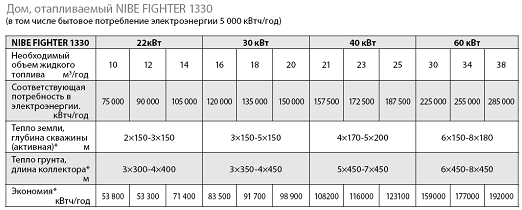 Дом, отапливаемый NIBE FIGHTER 1330
(в том числе бытовое потребление электроэнергии 5 000 кВтч/год)
NIBE FIGHTER 1330 22кВт 30 кВт 40 кВт 60 кВт
Необходимый
объем жидкого
топлива м³/год 10 12 14 16 18 20 21 23 25 30 34 38
Соответствующая
потребность в
электроэнергии.
кВтч/год 75 000 90 000 105 000 120 000 135 000 150 000 157 500 172 500 187 500 225 000 255 000 285 000
Тепло земли,
глубина скважины
(активная)* м 2×150-3×150 3×150-5×150 4×170-5×200 6×150-8×180
Тепло грунта,
длина коллектора*
м 3×300-4×400 3×350-4×450 5×450-7×450 6×450-8×450
Экономия*
кВтч/год 53 800 53 300 71 400 83 500 91 700 98 900 108200 116000 123100 159000 177000 192000